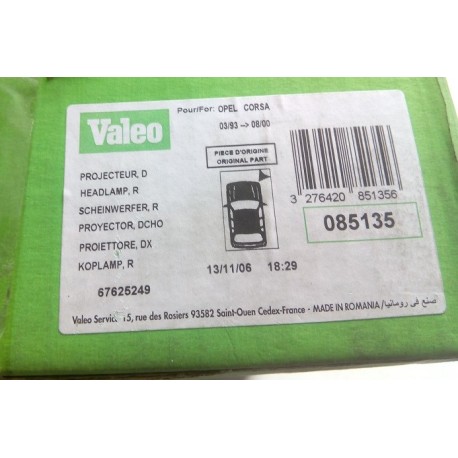 Valeo
Pour/For: OPEL CORSA
03/93 --> 08/00
PIECE D'ORIGINE
ORIGINAL PART
PROJECTEUR, D
HEADLAMP, R
SCHEINWERFER, R
PROYECTOR, DCHO
PROIETTORE, DX
KOPLAMP, R
67625249
13/11/06 18:29
3 276420 851356
085135
Valeo Service 15, rue des Rosiers 93582 Saint-Ouen Cedex-France - MADE IN ROMANIA/صنع في رومانيا